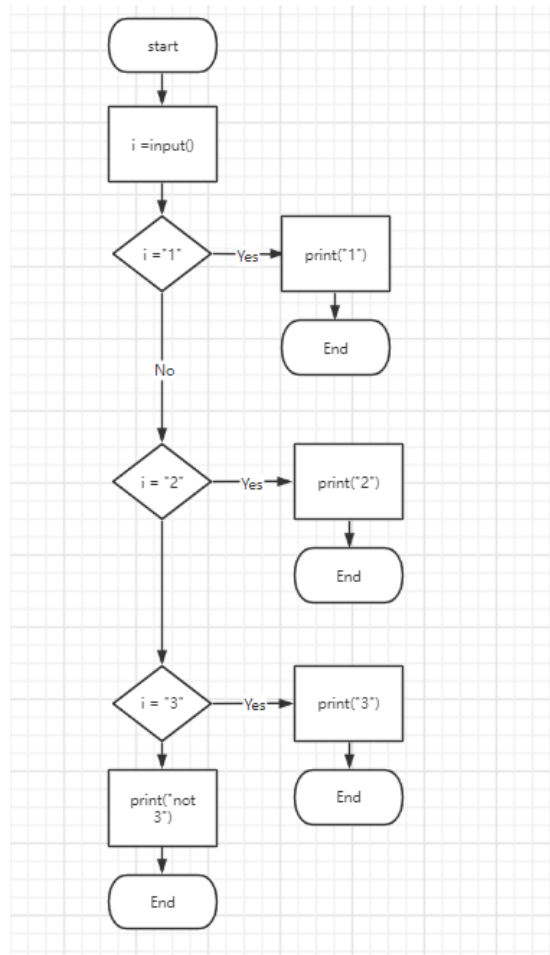 start
i =input()
i ="1"
Yes
print("1")
End
No
i = "2"
Yes
print("2")
End
i = "3"
Yes
print("3")
End
print("not
3")
End